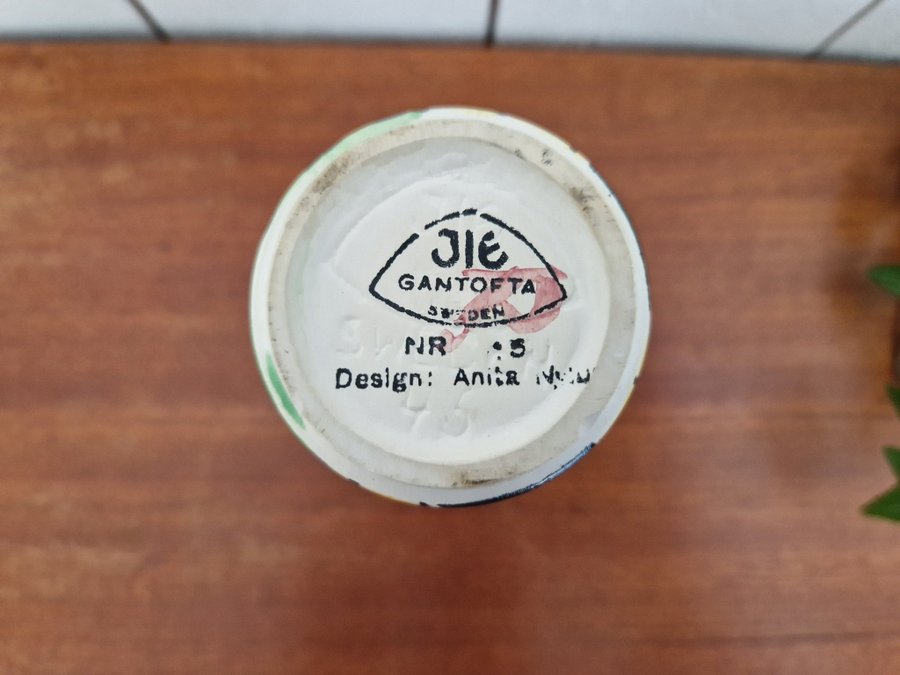 JIE
GANTOFTA
SWEDEN
NR
Design: Anita